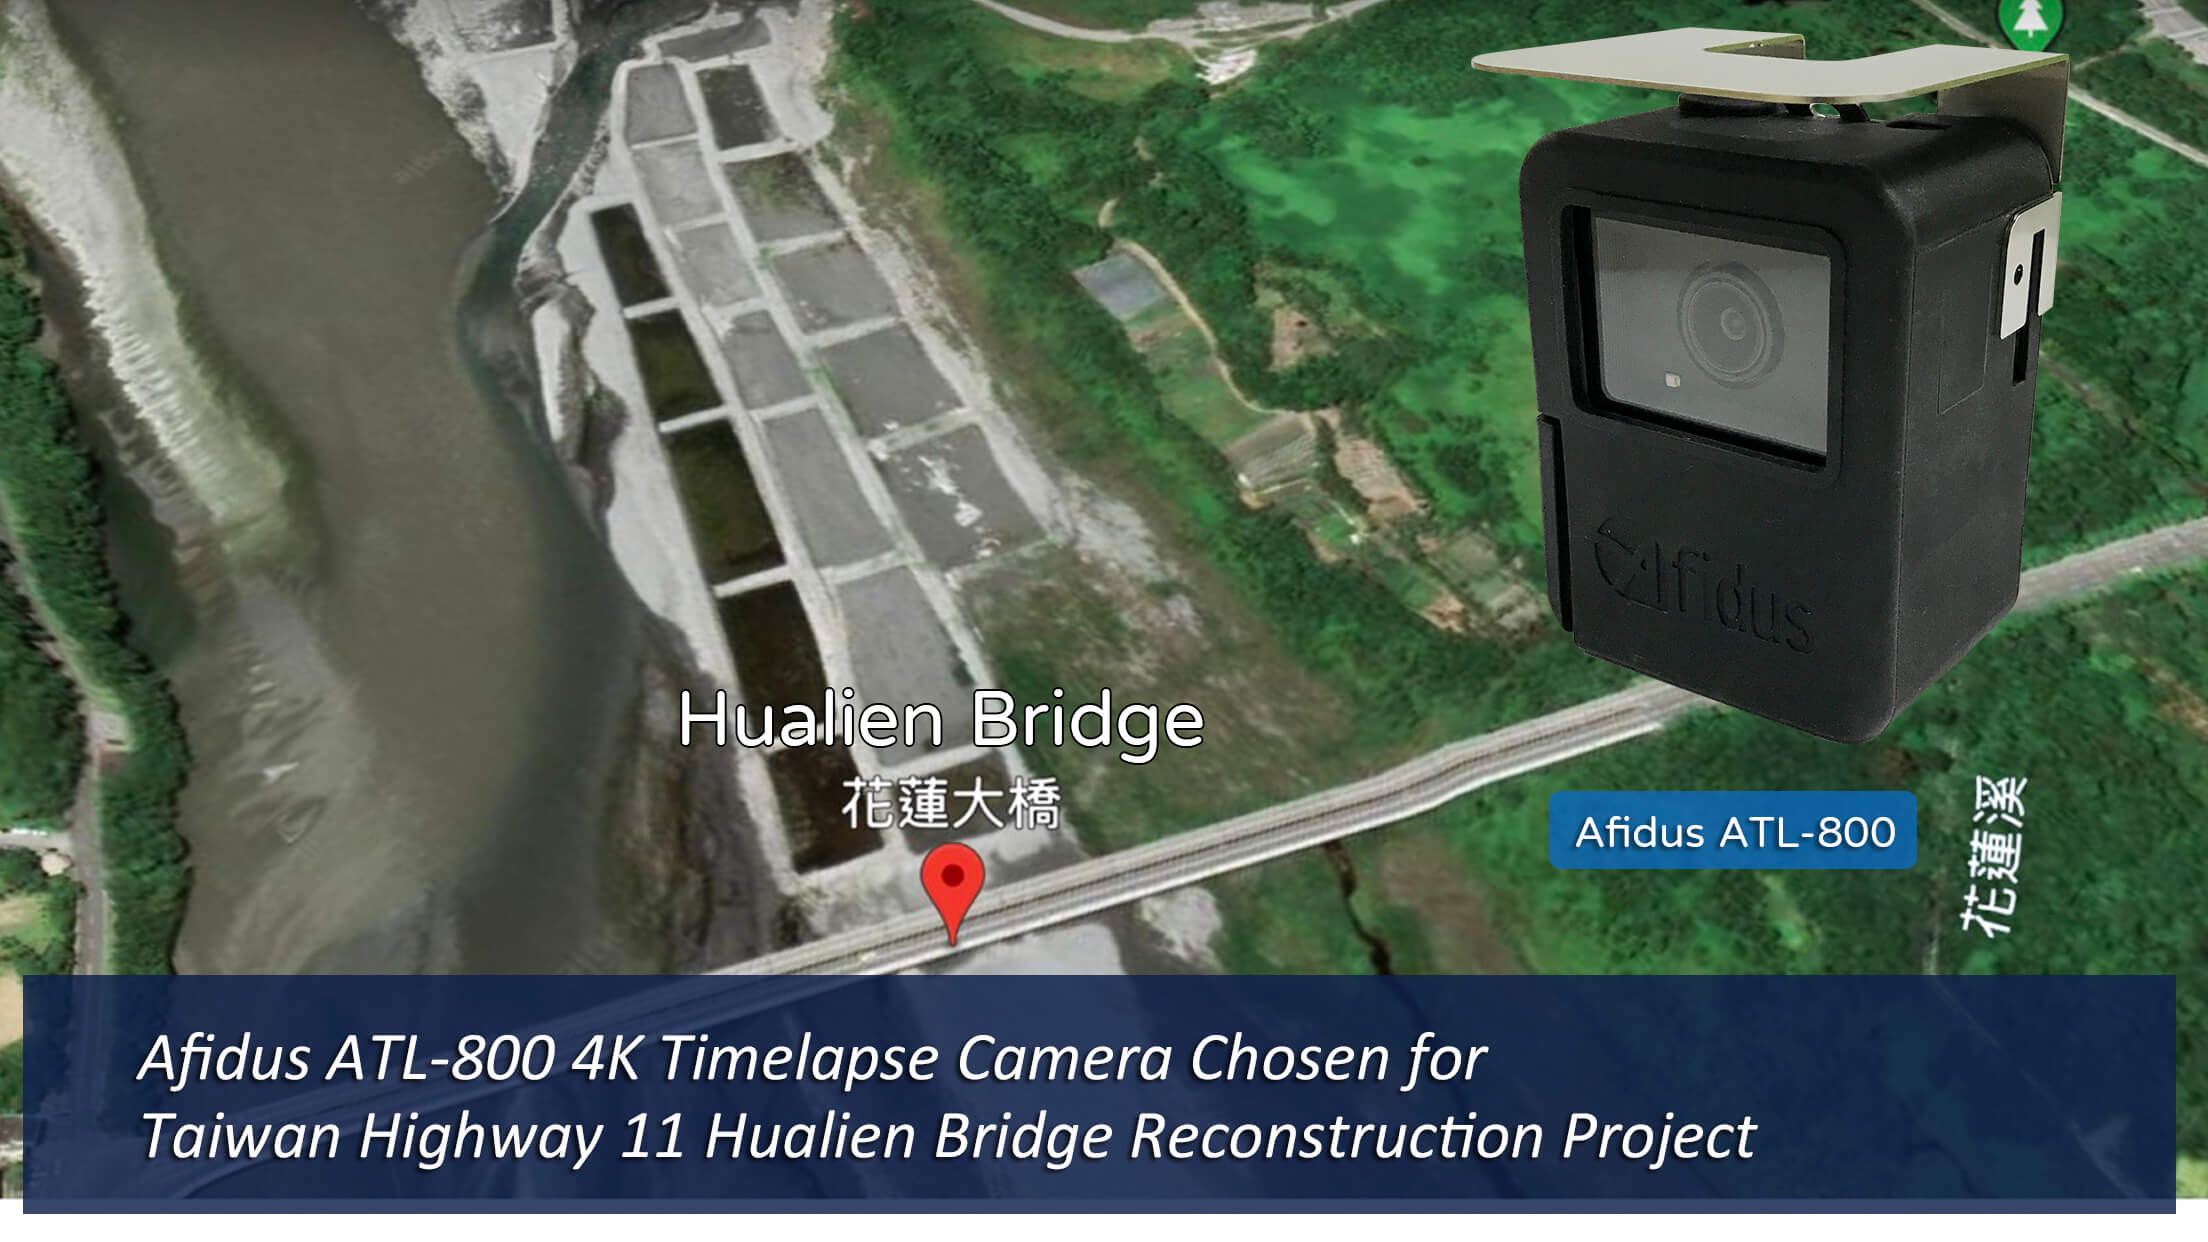 Afidus
Hualien Bridge
花蓮大橋
Afidus ATL-800
花蓮溪
Afidus ATL-800 4K Timelapse Camera Chosen for
Taiwan Highway 11 Hualien Bridge Reconstruction Project